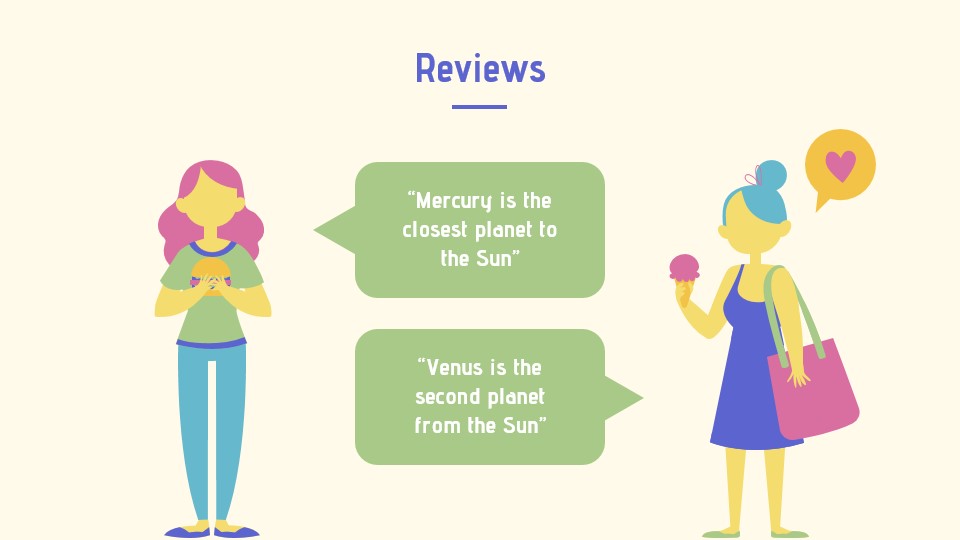 Reviews
“Mercury is the
closest planet to
the Sun”
“Venus is the
second planet
from the Sun”